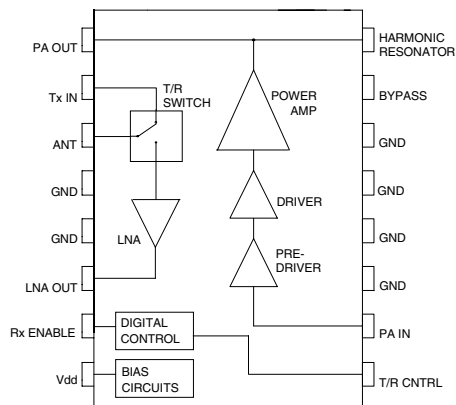 PA OUT
Tx IN
ANT
GND
GND
LNA OUT
Rx ENABLE
Vdd
T/R
SWITCH
LNA
DIGITAL
CONTROL
BIAS
CIRCUITS
POWER
AMP
DRIVER
PRE-
DRIVER
HARMONIC
RESONATOR
BYPASS
GND
GND
GND
GND
PA IN
T/R CNTRL